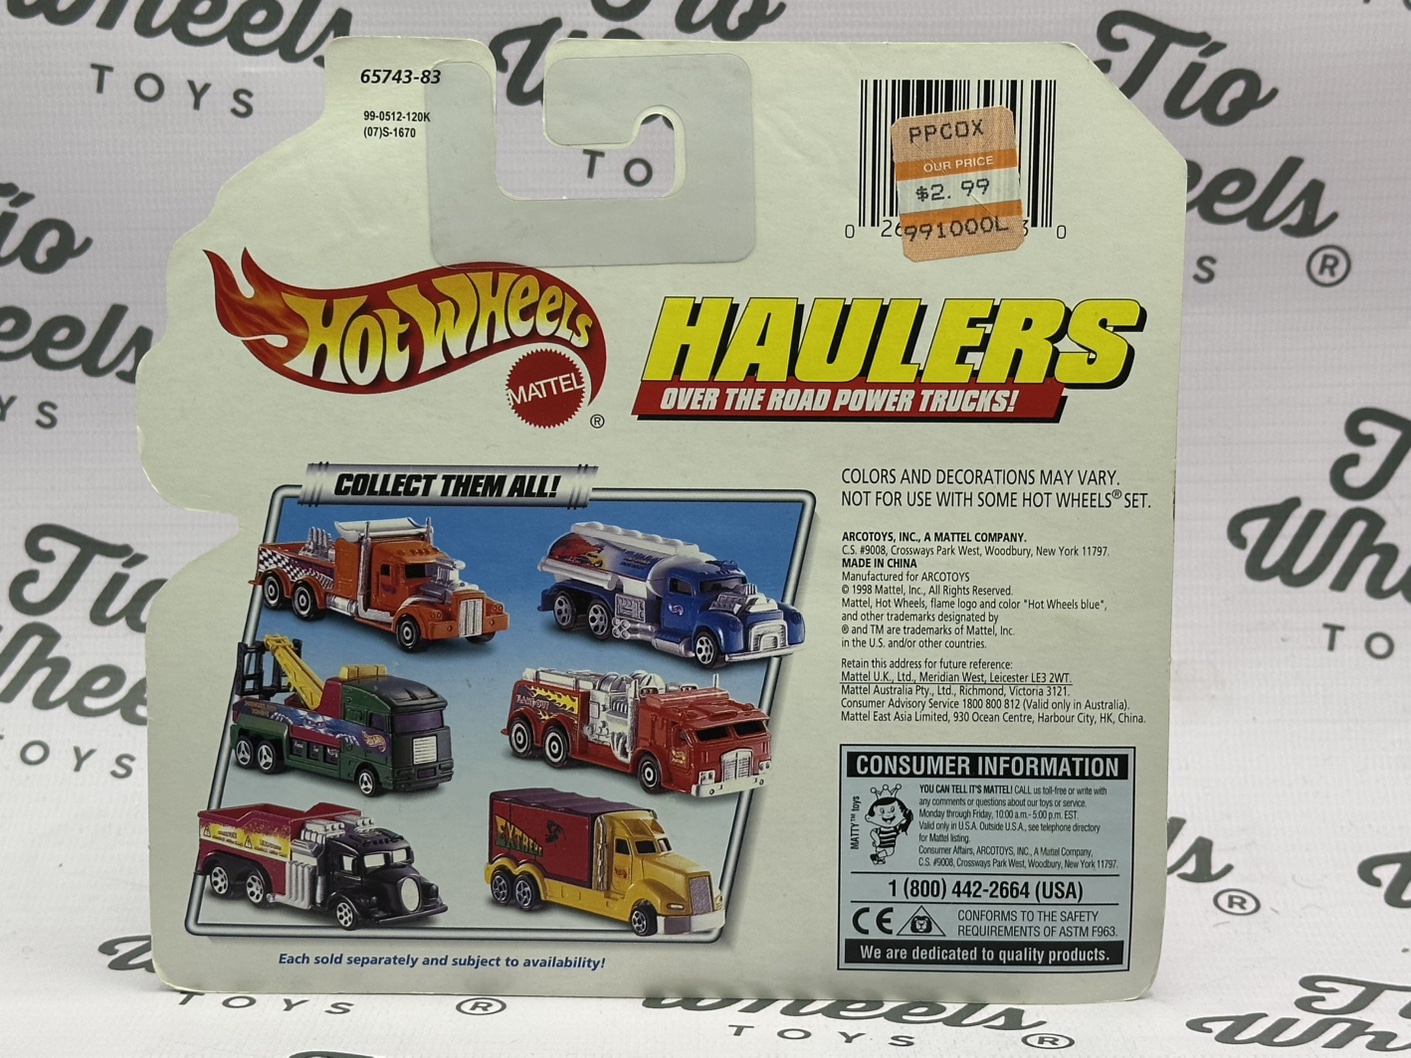 65743-83
99-0512-120K
(07)S-1670
PPCOX
OUR PRICE
$2.99
991000L
0 26 3 0
HOT WHEELS
MATTEL
®
HAULERS
OVER THE ROAD POWER TRUCKS!
COLLECT THEM ALL!
EXTREME
Each sold separately and subject to availability!
COLORS AND DECORATIONS MAY VARY.
NOT FOR USE WITH SOME HOT WHEELS® SET.
ARCOTOYS, INC., A MATTEL COMPANY.
C.S. #9008, Crossways Park West, Woodbury, New York 11797.
MADE IN CHINA
Manufactured for ARCOTOYS
© 1998 Mattel, Inc., All Rights Reserved.
Mattel, Hot Wheels, flame logo and color "Hot Wheels blue",
and other trademarks designated by
® and TM are trademarks of Mattel, Inc.
in the U.S. and/or other countries.
Retain this address for future reference:
Mattel U.K., Ltd., Meridian West, Leicester LE3 2WT.
Mattel Australia Pty., Ltd., Richmond, Victoria 3121.
Consumer Advisory Service 1800 800 812 (Valid only in Australia).
Mattel East Asia Limited, 930 Ocean Centre, Harbour City, HK, China.
CONSUMER INFORMATION
MATTY™ toys
YOU CAN TELL IT'S MATTEL! CALL us toll-free or write with
any comments or questions about our toys or service.
Monday through Friday, 10:00 a.m.- 5:00 p.m. EST.
Valid only in U.S.A. Outside U.S.A., see telephone directory
for Mattel listing.
Consumer Affairs, ARCOTOYS, INC., A Mattel Company,
C.S. #9008, Crossways Park West, Woodbury, New York 11797.
1 (800) 442-2664 (USA)
CE
CONFORMS TO THE SAFETY
REQUIREMENTS OF ASTM F963.
We are dedicated to quality products.
Tío
Wheels
TOYS
®